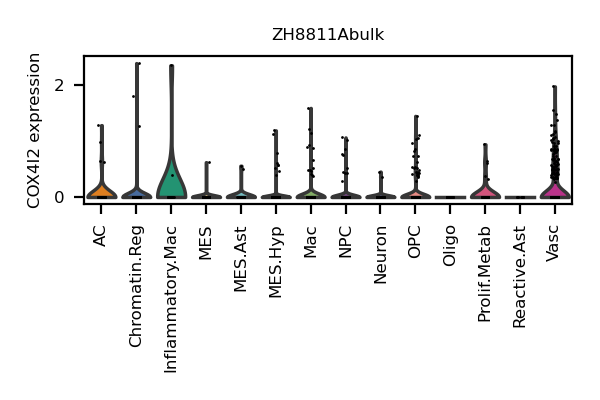 ZH8811Abulk
COX4I2 expression
2
0
AC
Chromatin.Reg
Inflammatory.Mac
MES
MES.Ast
MES.Hyp
Mac
NPC
Neuron
OPC
Oligo
Prolif.Metab
Reactive.Ast
Vasc